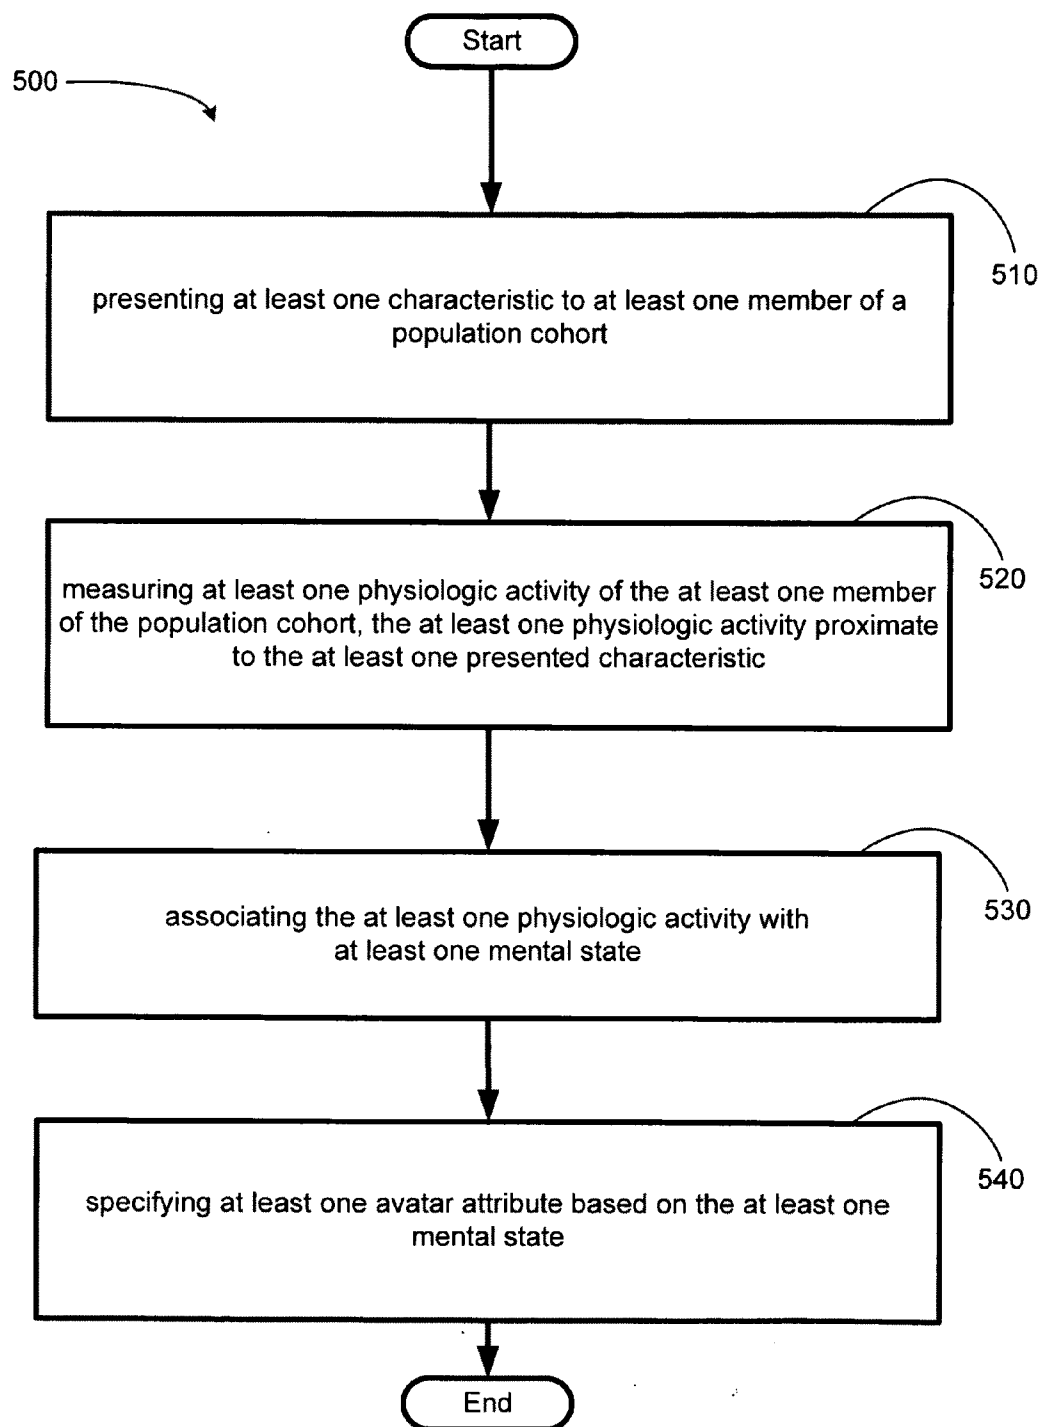 Start
500
510
presenting at least one characteristic to at least one member of a
population cohort
520
measuring at least one physiologic activity of the at least one member
of the population cohort, the at least one physiologic activity proximate
to the at least one presented characteristic
530
associating the at least one physiologic activity with
at least one mental state
540
specifying at least one avatar attribute based on the at least one
mental state
End